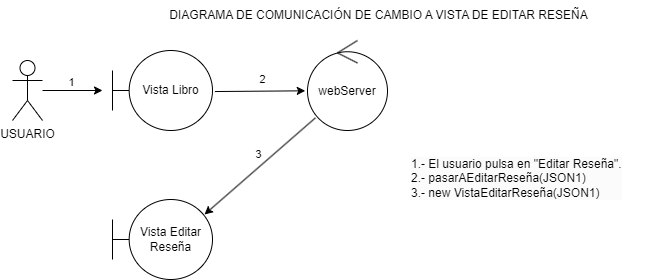 DIAGRAMA DE COMUNICACIÓN DE CAMBIO A VISTA DE EDITAR RESEÑA
1
2
Vista Libro
webServer
USUARIO
3
1.- El usuario pulsa en "Editar Reseña".
2.- pasarAEditarReseña(JSON1)
3.- new VistaEditarReseña(JSON1)
Vista Editar
Reseña